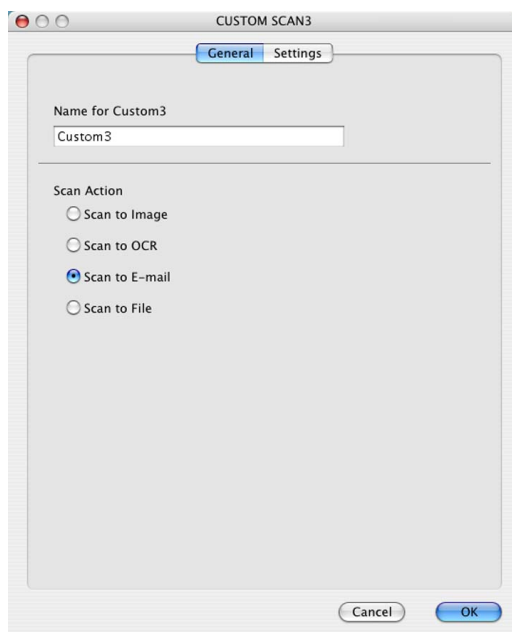 CUSTOM SCAN3
General Settings
Name for Custom3
Custom3
Scan Action
Scan to Image
Scan to OCR
Scan to E-mail
Scan to File
Cancel OK